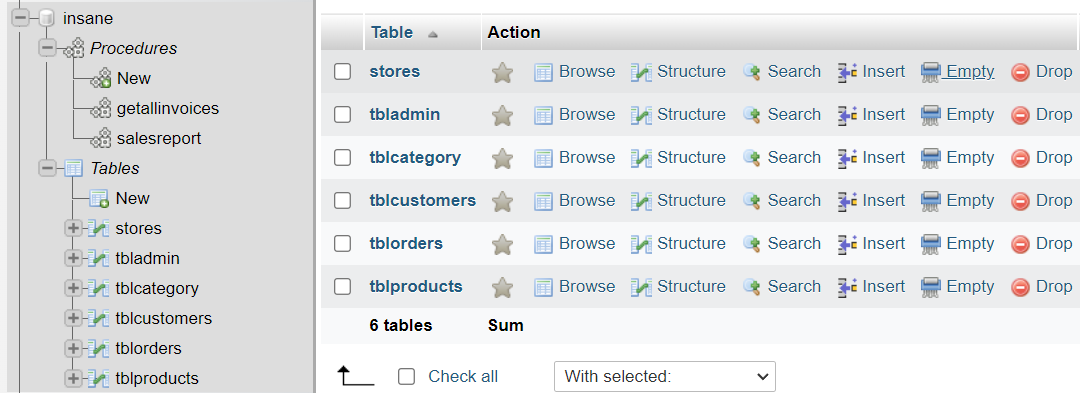 insane
Procedures
New
getallinvoices
salesreport
Tables
New
stores
tbladmin
tblcategory
tblcustomers
tblorders
tblproducts
Table Action
stores Browse Structure Search Insert Empty Drop
tbladmin Browse Structure Search Insert Empty Drop
tblcategory Browse Structure Search Insert Empty Drop
tblcustomers Browse Structure Search Insert Empty Drop
tblorders Browse Structure Search Insert Empty Drop
tblproducts Browse Structure Search Insert Empty Drop
6 tables Sum
Check all With selected: